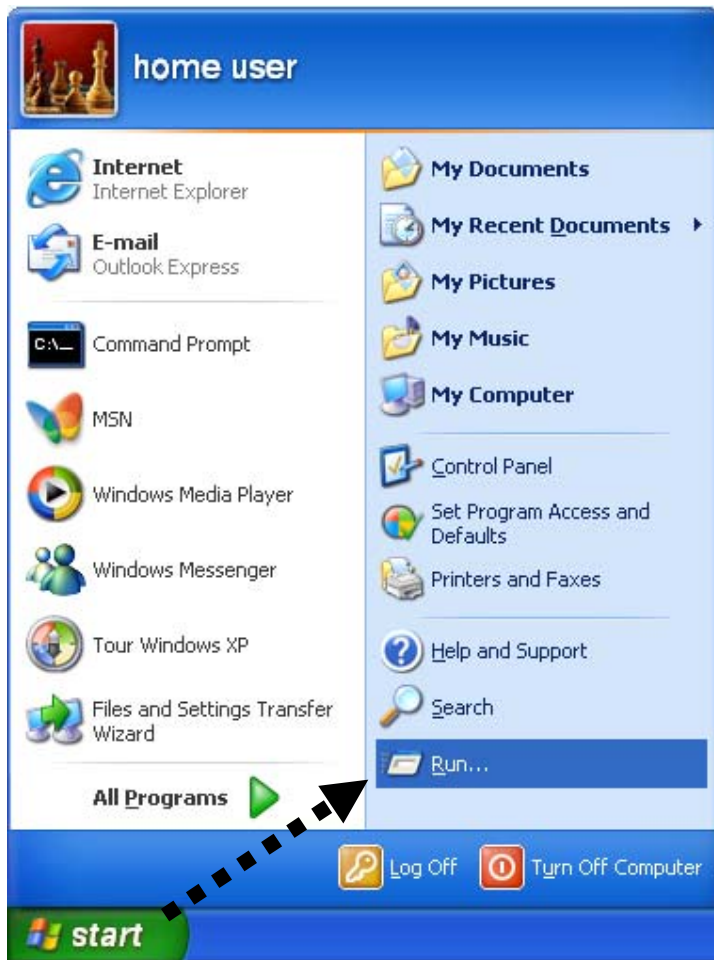 home user
Internet
Internet Explorer
E-mail
Outlook Express
C:\_
Command Prompt
MSN
Windows Media Player
Windows Messenger
Tour Windows XP
Files and Settings Transfer
Wizard
All Programs
My Documents
My Recent Documents
My Pictures
My Music
My Computer
Control Panel
Set Program Access and
Defaults
Printers and Faxes
Help and Support
Search
Run...
Log Off
Turn Off Computer
start